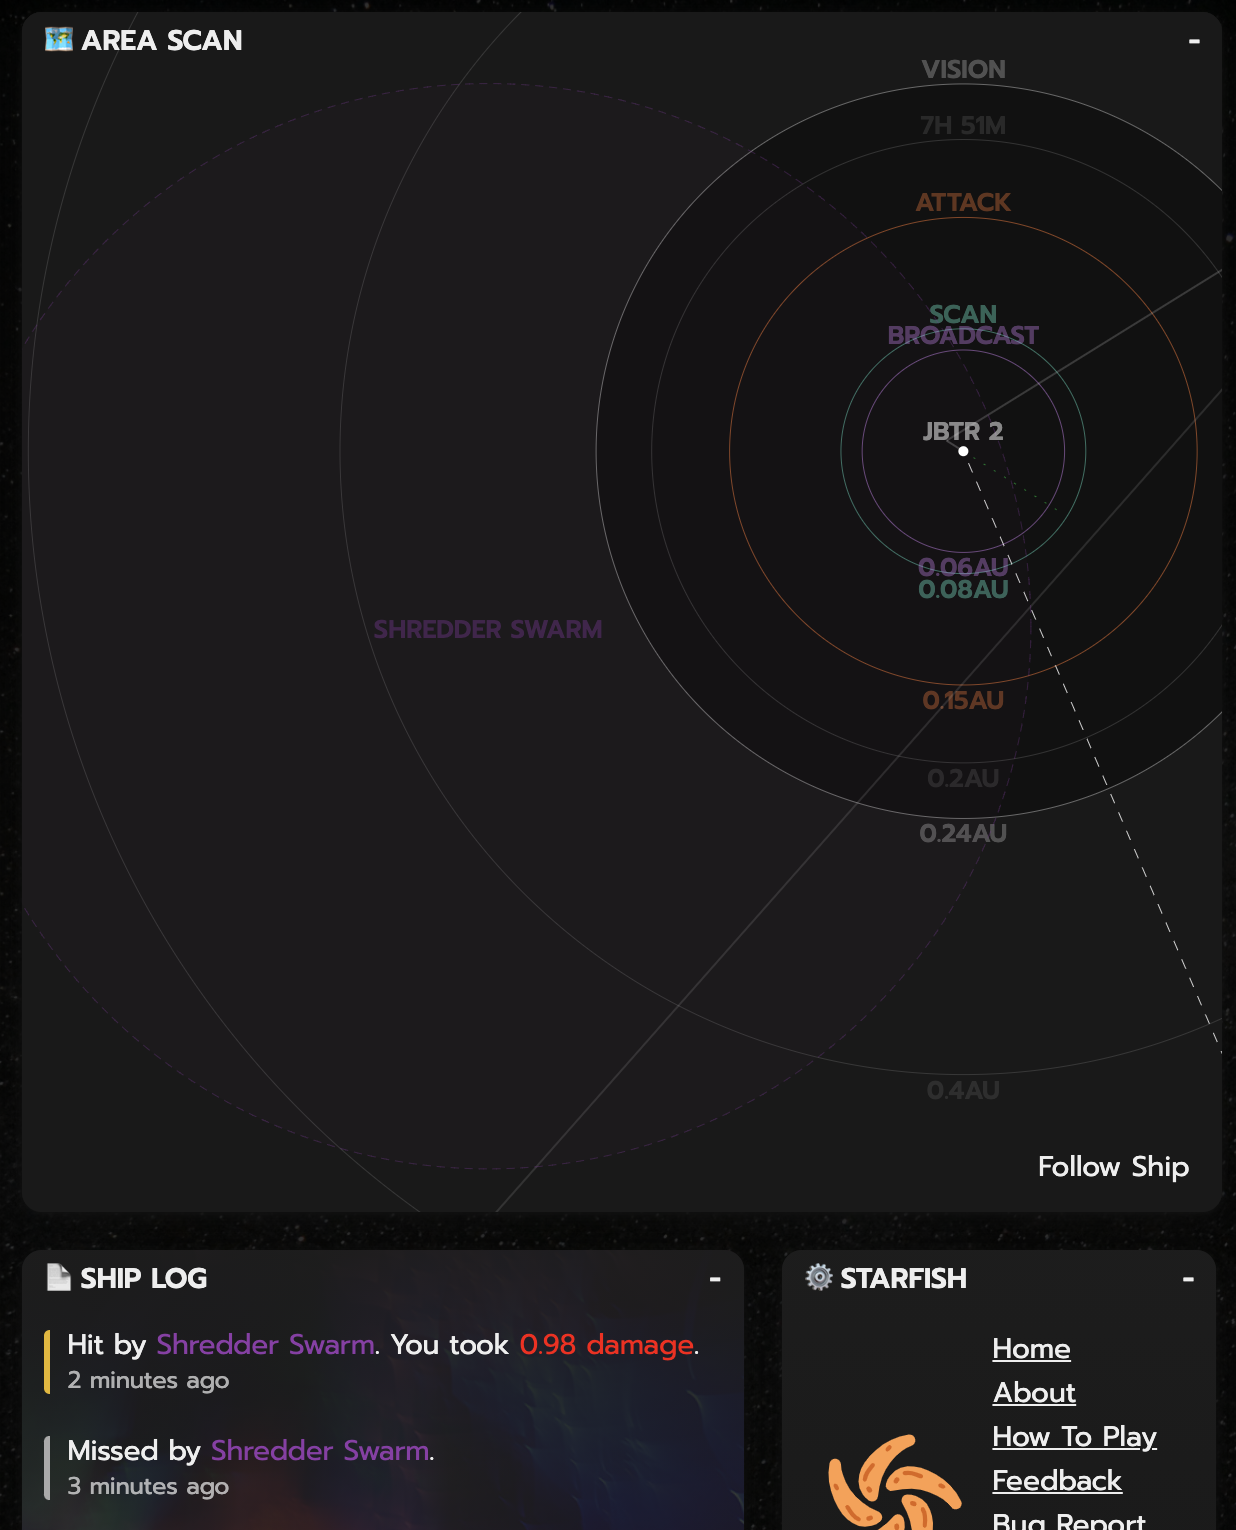 AREA SCAN
-
VISION
7H 51M
ATTACK
SCAN
BROADCAST
JBTR 2
0.06AU
0.08AU
SHREDDER SWARM
0.15AU
0.2AU
0.24AU
0.4AU
Follow Ship
SHIP LOG
-
Hit by Shredder Swarm. You took 0.98 damage.
2 minutes ago
Missed by Shredder Swarm.
3 minutes ago
STARFISH
-
Home
About
How To Play
Feedback
Bug Report